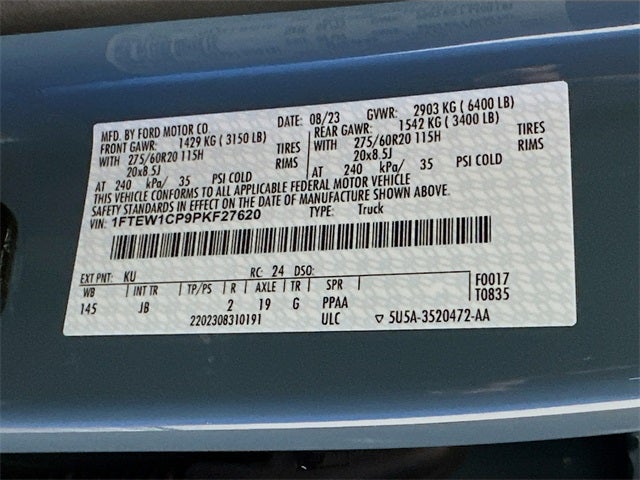 MFD. BY FORD MOTOR CO. DATE: 08/23 GVWR: 2903 KG ( 6400 LB)
FRONT GAWR: 1429 KG ( 3150 LB) REAR GAWR: 1542 KG ( 3400 LB)
WITH 275/60R20 115H TIRES WITH 275/60R20 115H TIRES
20x8.5J RIMS 20x8.5J RIMS
AT 240 kPa/ 35 PSI COLD AT 240 kPa/ 35 PSI COLD
THIS VEHICLE CONFORMS TO ALL APPLICABLE FEDERAL MOTOR VEHICLE
SAFETY STANDARDS IN EFFECT ON THE DATE OF MANUFACTURE SHOWN ABOVE.
VIN: 1FTEW1CP9PKF27620 TYPE: Truck
EXT PNT: KU RC: 24 DSO: F0017
WB INT TR TP/PS R AXLE TR SPR T0835
145 JB 2 19 G PPAA
2202308310191 ULC ▽ 5U5A-3520472-AA